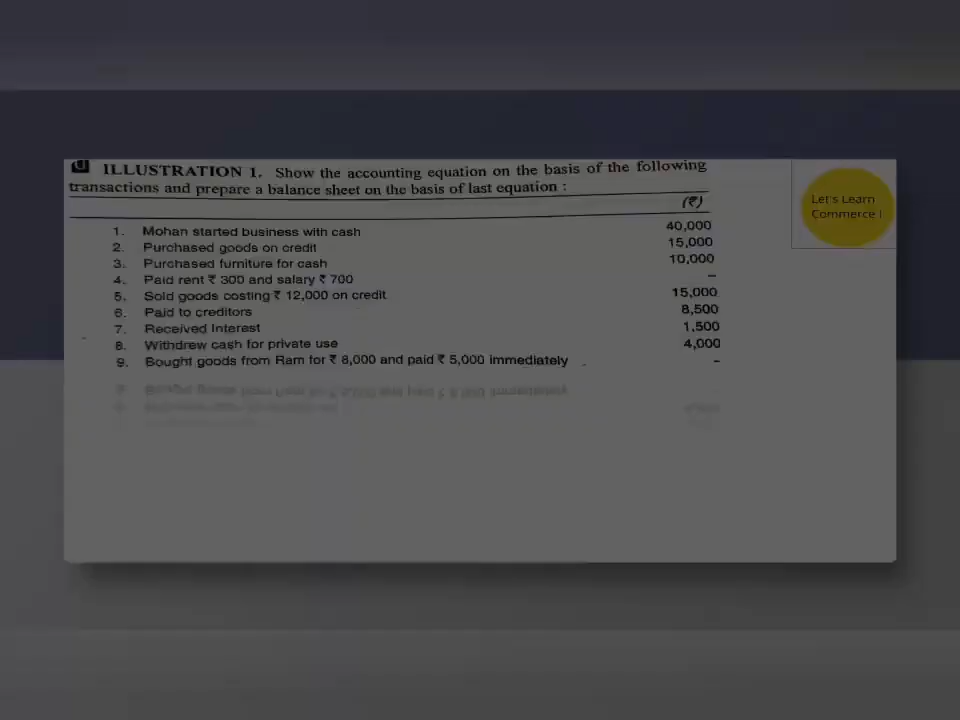 ILLUSTRATION 1. Show the accounting equation on the basis of the following
transactions and prepare a balance sheet on the basis of last equation :
(₹)
1. Mohan started business with cash 40,000
2. Purchased goods on credit 15,000
3. Purchased furniture for cash 10,000
4. Paid rent ₹ 300 and salary ₹ 700 –
5. Sold goods costing ₹ 12,000 on credit 15,000
6. Paid to creditors 8,500
7. Received Interest 1,500
8. Withdrew cash for private use 4,000
9. Bought goods from Ram for ₹ 8,000 and paid ₹ 5,000 immediately –
Let's Learn
Commerce !